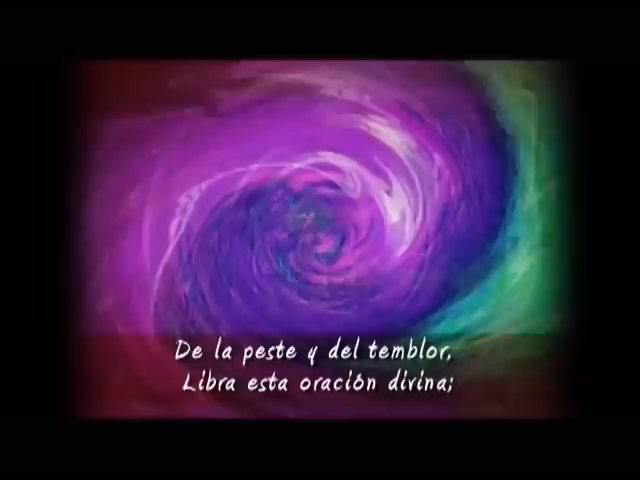 De la peste y del temblor,
Libra esta oración divina;